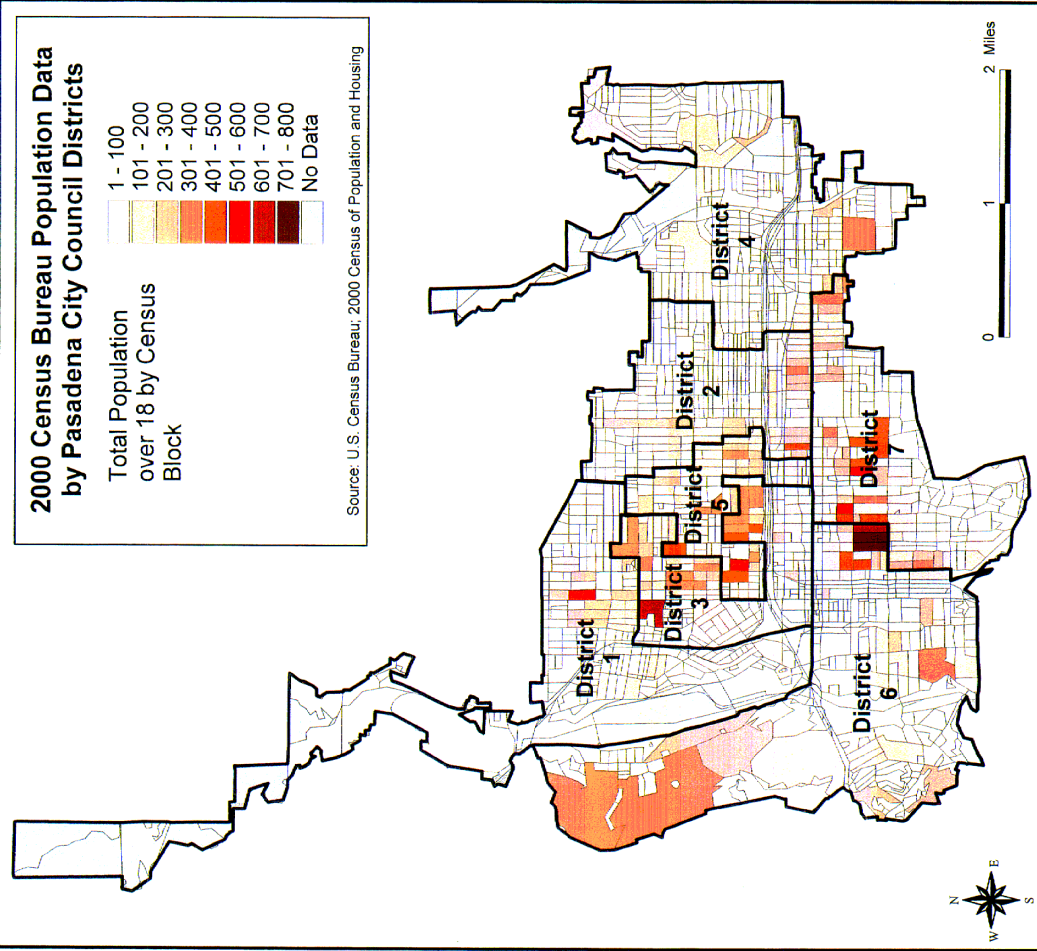 2000 Census Bureau Population Data
by Pasadena City Council Districts
Total Population
over 18 by Census
Block
1 - 100
101 - 200
201 - 300
301 - 400
401 - 500
501 - 600
601 - 700
701 - 800
No Data
Source: U.S. Census Bureau; 2000 Census of Population and Housing
District
1
District
2
District
3
District
4
District
5
District
6
District
7
N
W
E
S
0
1
2 Miles